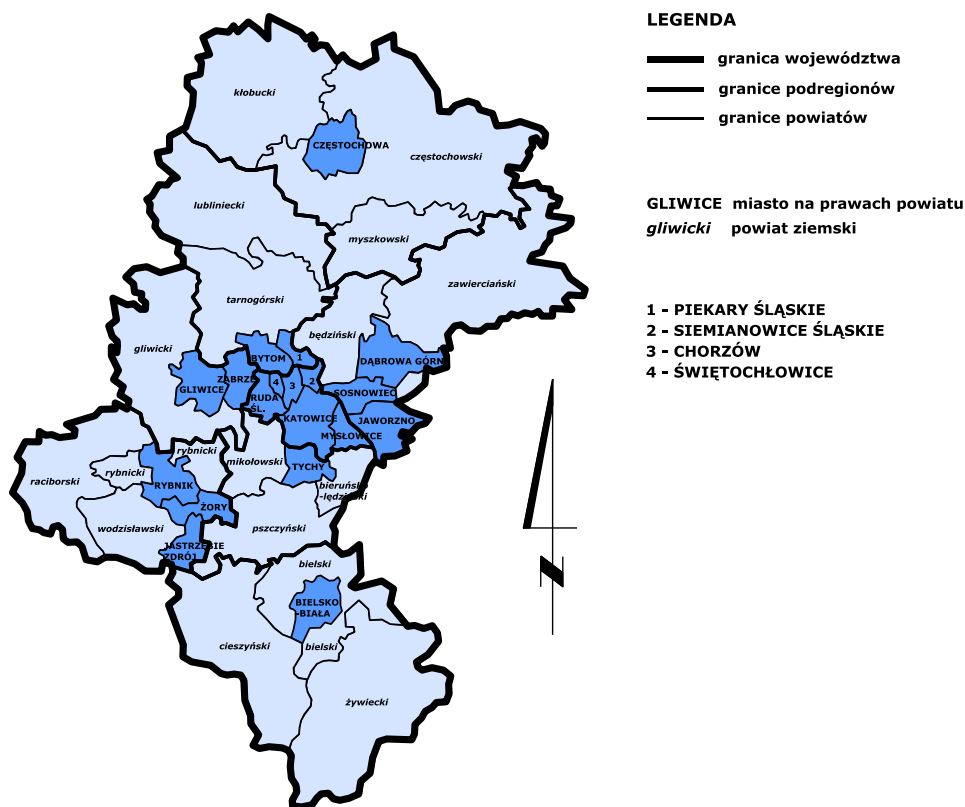 LEGENDA
granica województwa
granice podregionów
granice powiatów
GLIWICE miasto na prawach powiatu
gliwicki powiat ziemski
1 - PIEKARY ŚLĄSKIE
2 - SIEMIANOWICE ŚLĄSKIE
3 - CHORZÓW
4 - ŚWIĘTOCHŁOWICE
kłobucki
CZĘSTOCHOWA
częstochowski
lubliniecki
myszkowski
zawierciański
tarnogórski
będziński
gliwicki
BYTOM
1
DĄBROWA GÓRN
ZABRZE
GLIWICE
4
3
2
SOSNOWIEC
RUDA
ŚL.
KATOWICE
JAWORZNO
MYSŁOWICE
rybnicki
mikołowski
TYCHY
raciborski
rybnicki
RYBNIK
bieruńsko
-lędziński
ŻORY
wodzisławski
pszczyński
JASTRZĘBIE
ZDRÓJ
bielski
BIELSKO
-BIAŁA
cieszyński
bielski
żywiecki
N